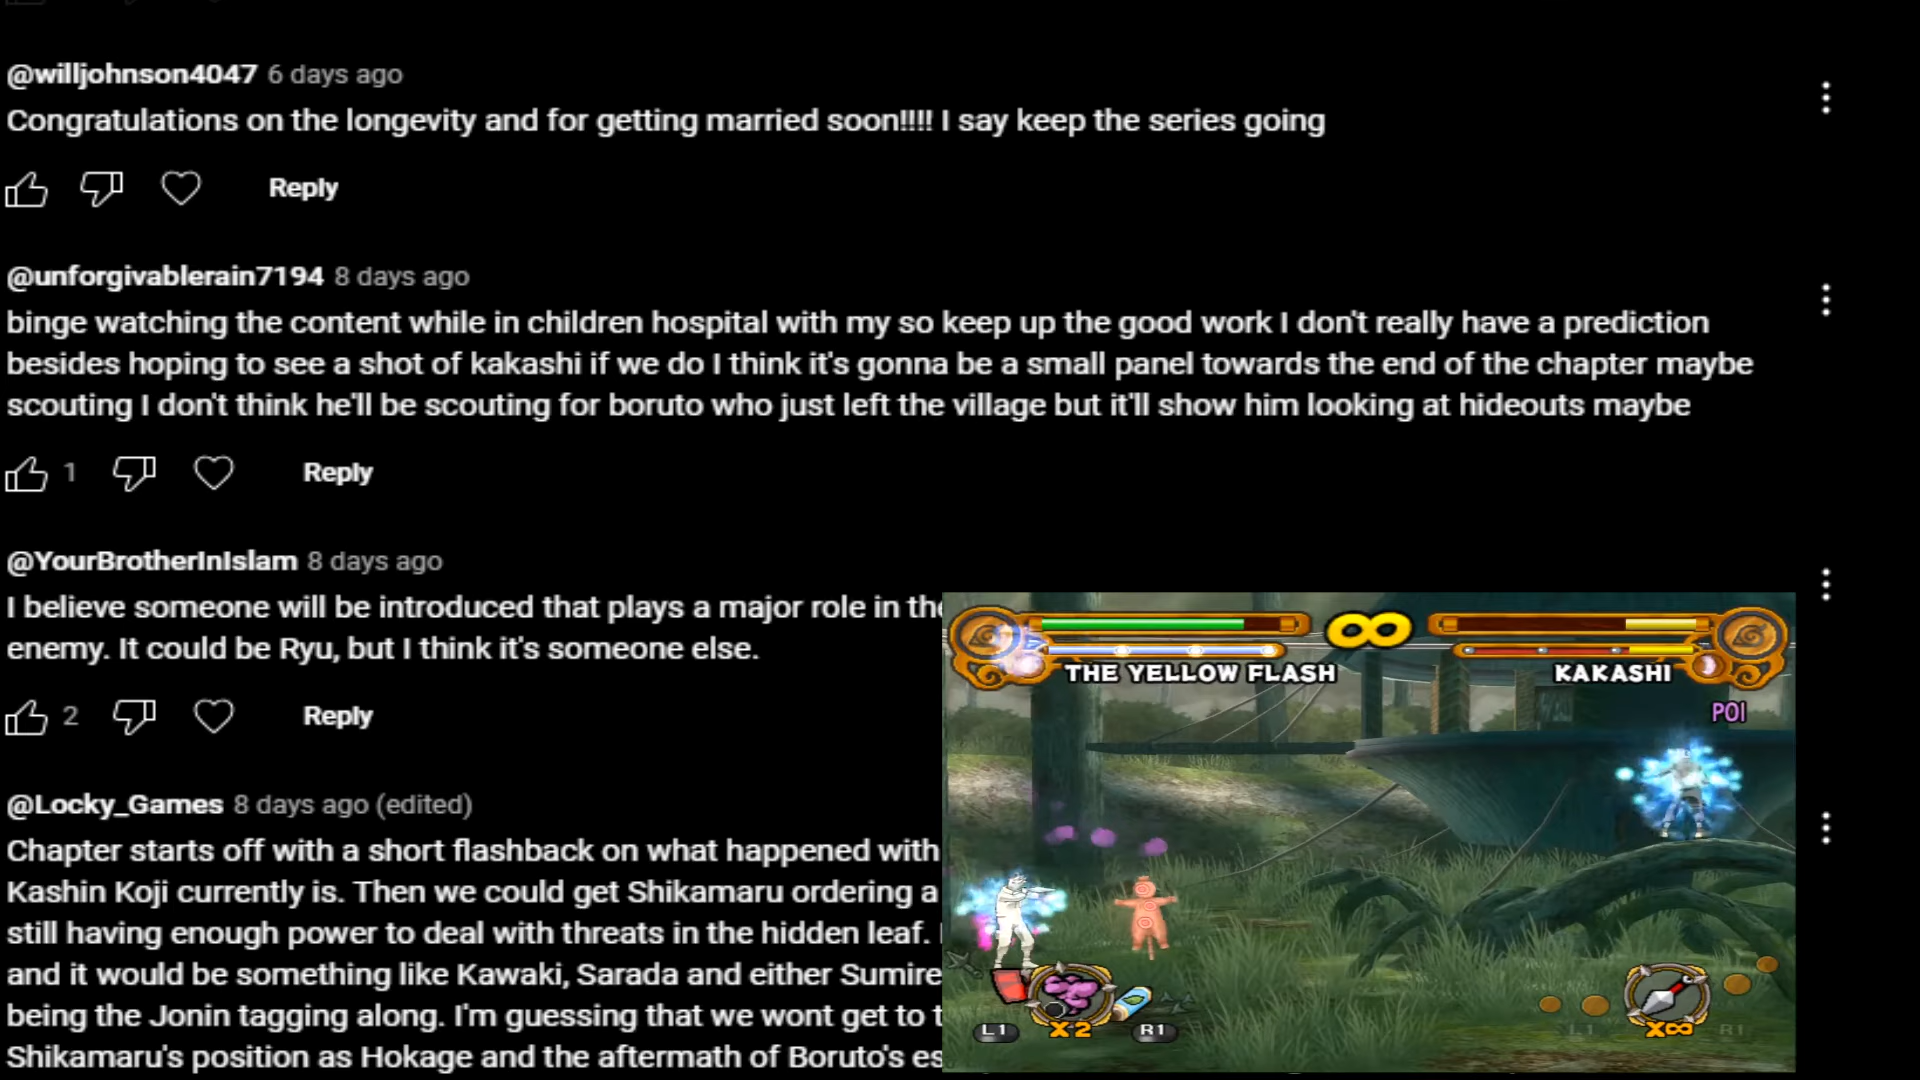 @willjohnson4047 6 days ago
Congratulations on the longevity and for getting married soon!!!! I say keep the series going
Reply
@unforgivablerain7194 8 days ago
binge watching the content while in children hospital with my so keep up the good work I don't really have a prediction
besides hoping to see a shot of kakashi if we do I think it's gonna be a small panel towards the end of the chapter maybe
scouting I don't think he'll be scouting for boruto who just left the village but it'll show him looking at hideouts maybe
1 Reply
@YourBrotherInIslam 8 days ago
I believe someone will be introduced that plays a major role in the
enemy. It could be Ryu, but I think it's someone else.
2 Reply
@Locky_Games 8 days ago (edited)
Chapter starts off with a short flashback on what happened with
Kashin Koji currently is. Then we could get Shikamaru ordering a
still having enough power to deal with threats in the hidden leaf.
and it would be something like Kawaki, Sarada and either Sumire
being the Jonin tagging along. I'm guessing that we wont get to
Shikamaru's position as Hokage and the aftermath of Boruto's es
∞
THE YELLOW FLASH
KAKASHI
POI
L1 X2 R1
L1 X∞ R1